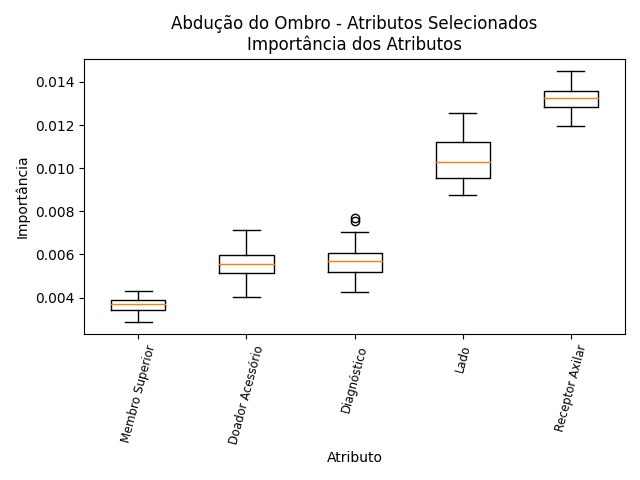 Abdução do Ombro - Atributos Selecionados
Importância dos Atributos
Importância
0.014
0.012
0.010
0.008
0.006
0.004
Membro Superior
Doador Acessório
Diagnóstico
Lado
Receptor Axilar
Atributo